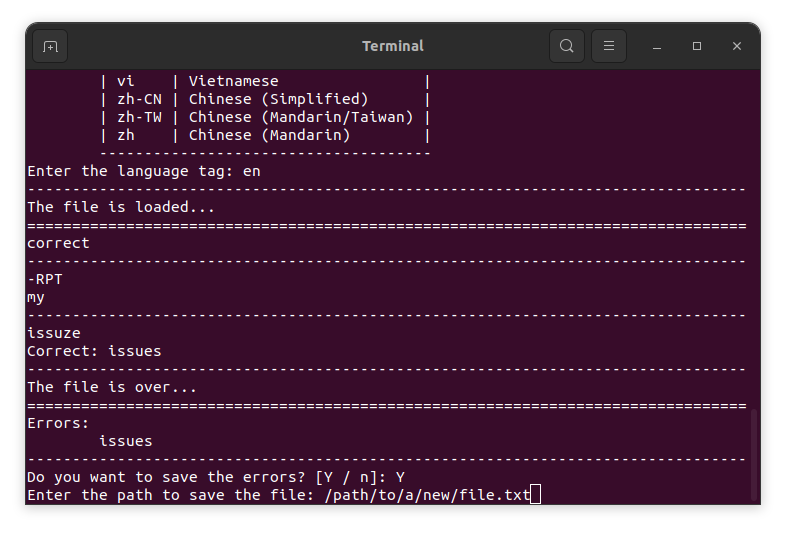 Terminal
| vi    | Vietnamese                |
| zh-CN | Chinese (Simplified)      |
| zh-TW | Chinese (Mandarin/Taiwan) |
| zh    | Chinese (Mandarin)        |
-------------------------------------
Enter the language tag: en
--------------------------------------------------------------------------------
The file is loaded...
================================================================================
correct
--------------------------------------------------------------------------------
-RPT
my
--------------------------------------------------------------------------------
issuze
Correct: issues
--------------------------------------------------------------------------------
The file is over...
================================================================================
Errors:
issues
--------------------------------------------------------------------------------
Do you want to save the errors? [Y / n]: Y
Enter the path to save the file: /path/to/a/new/file.txt